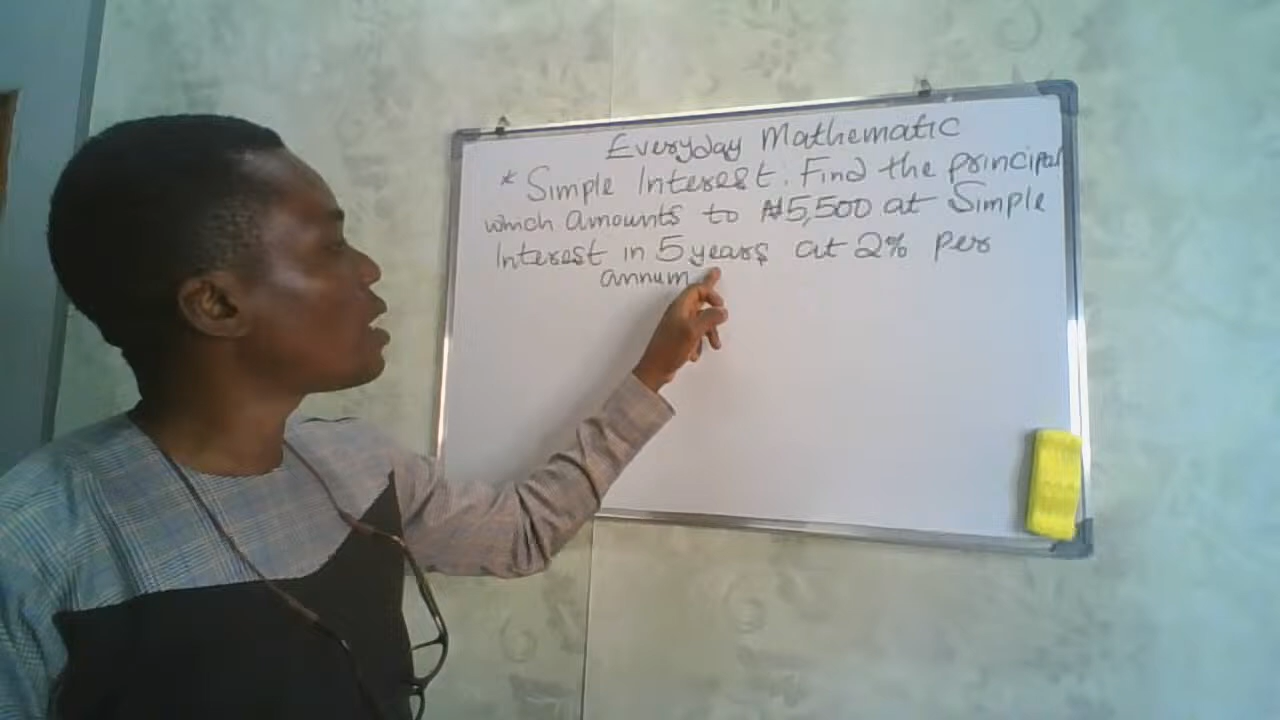 Everyday Mathematic
* Simple Interest: Find the principal
which amounts to ₦5,500 at Simple
Interest in 5 years at 2% per
annum